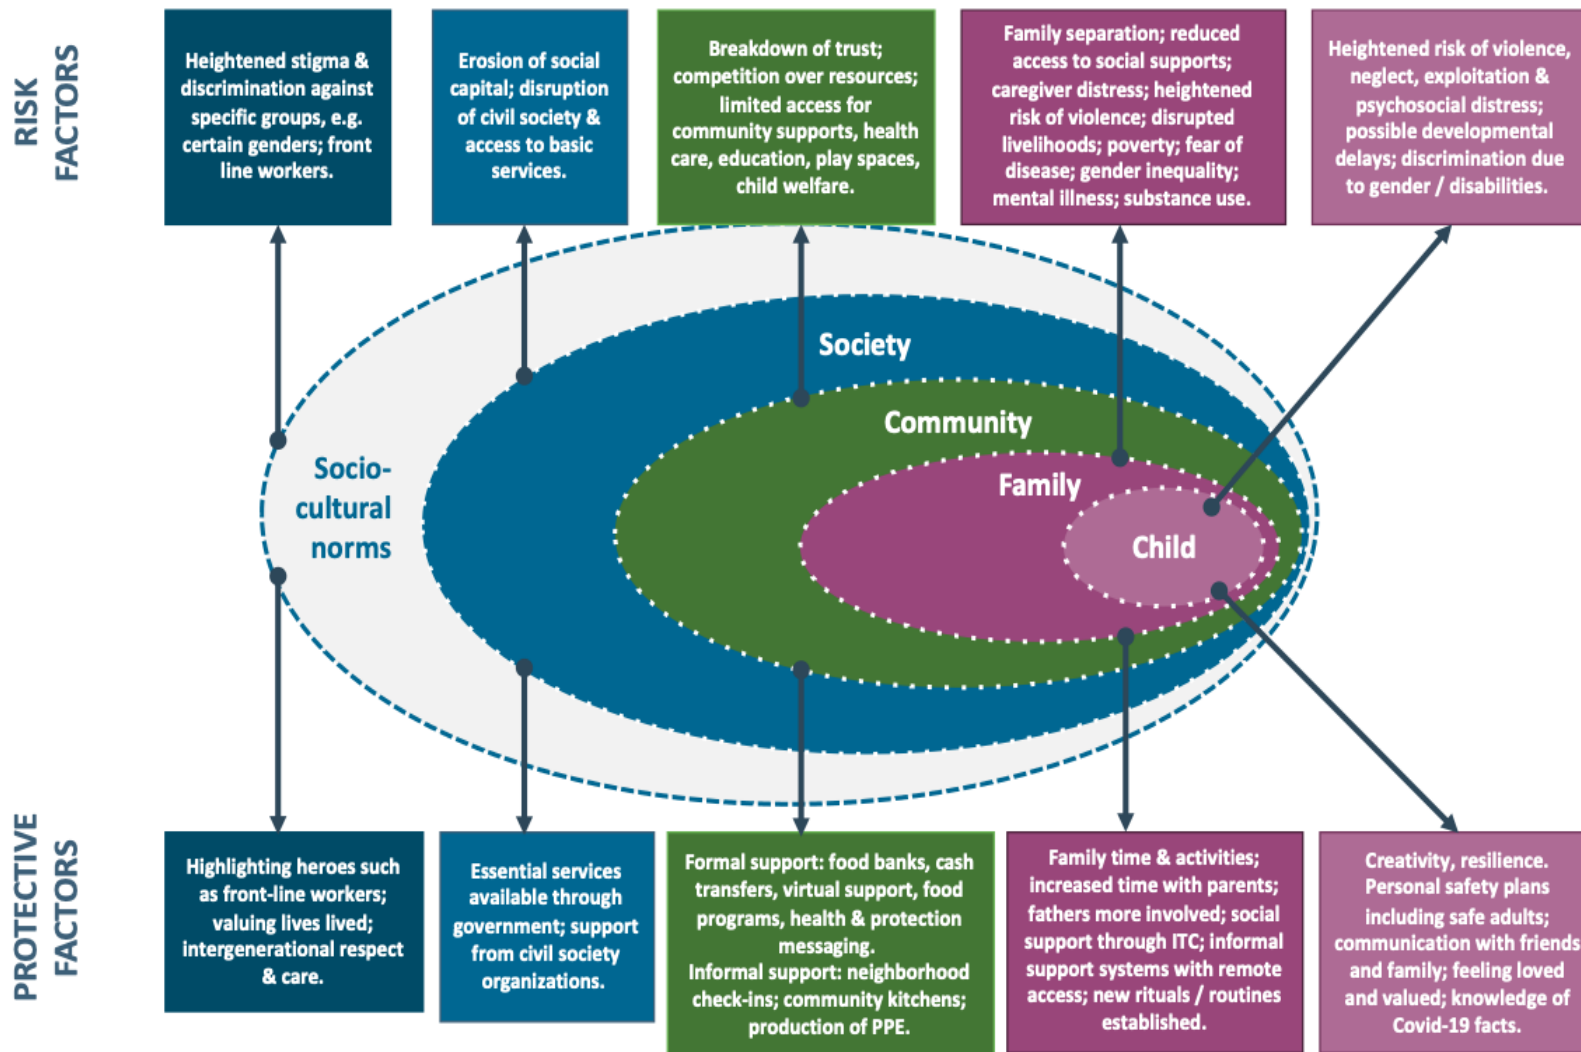 RISK
FACTORS
Heightened stigma &
discrimination against
specific groups, e.g.
certain genders; front
line workers.
Erosion of social
capital; disruption
of civil society &
access to basic
services.
Breakdown of trust;
competition over resources;
limited access for
community supports, health
care, education, play spaces,
child welfare.
Family separation; reduced
access to social supports;
caregiver distress; heightened
risk of violence; disrupted
livelihoods; poverty; fear of
disease; gender inequality;
mental illness; substance use.
Heightened risk of violence,
neglect, exploitation &
psychosocial distress;
possible developmental
delays; discrimination due
to gender / disabilities.
Society
Community
Family
Child
Socio-
cultural
norms
PROTECTIVE
FACTORS
Highlighting heroes such
as front-line workers;
valuing lives lived;
intergenerational respect
& care.
Essential services
available through
government; support
from civil society
organizations.
Formal support: food banks, cash
transfers, virtual support, food
programs, health & protection
messaging.
Informal support: neighborhood
check-ins; community kitchens;
production of PPE.
Family time & activities;
increased time with parents;
fathers more involved; social
support through ITC; informal
support systems with remote
access; new rituals / routines
established.
Creativity, resilience.
Personal safety plans
including safe adults;
communication with friends
and family; feeling loved
and valued; knowledge of
Covid-19 facts.